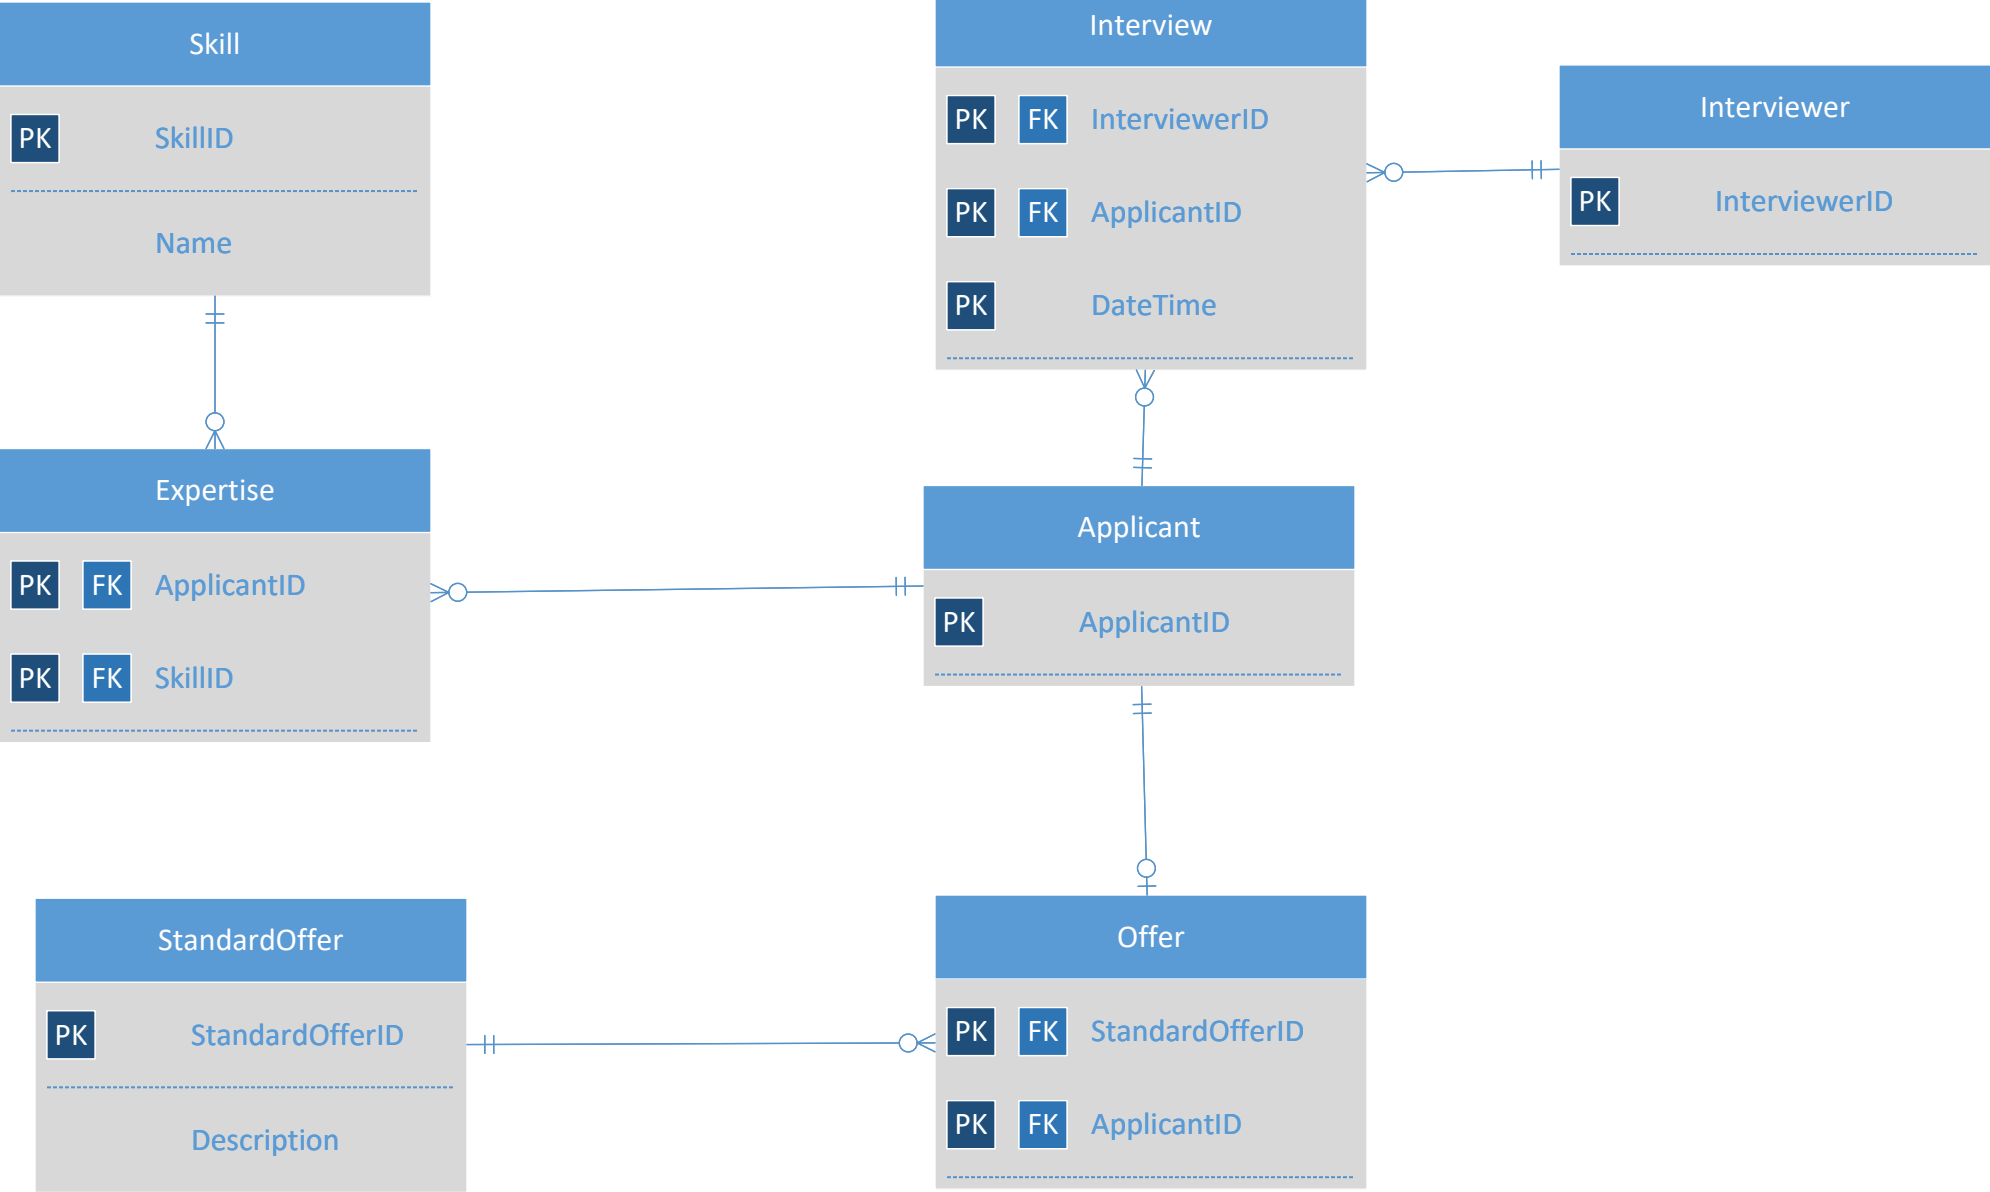 Skill
PK SkillID
Name
Interview
PK FK InterviewerID
PK FK ApplicantID
PK DateTime
Interviewer
PK InterviewerID
Expertise
PK FK ApplicantID
PK FK SkillID
Applicant
PK ApplicantID
StandardOffer
PK StandardOfferID
Description
Offer
PK FK StandardOfferID
PK FK ApplicantID